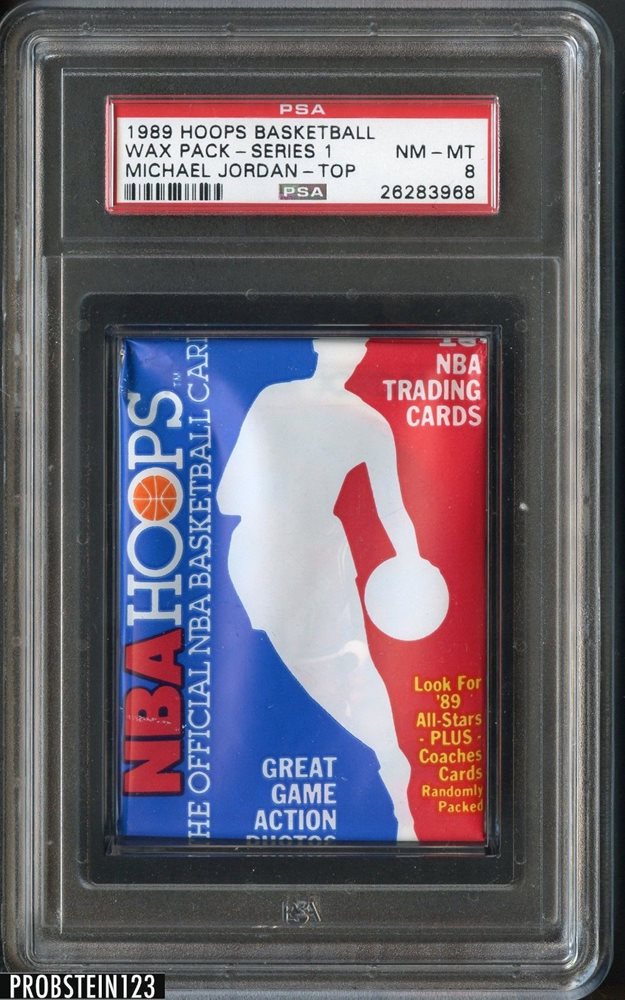 PSA
1989 HOOPS BASKETBALL
WAX PACK - SERIES 1 NM - MT
MICHAEL JORDAN - TOP 8
PSA 26283968
NBA HOOPS™
THE OFFICIAL NBA BASKETBALL CARD
NBA
TRADING
CARDS
Look For
'89
All-Stars
- PLUS -
Coaches
Cards
Randomly
Packed
GREAT
GAME
ACTION
PHOTOS
PSA
PROBSTEIN123